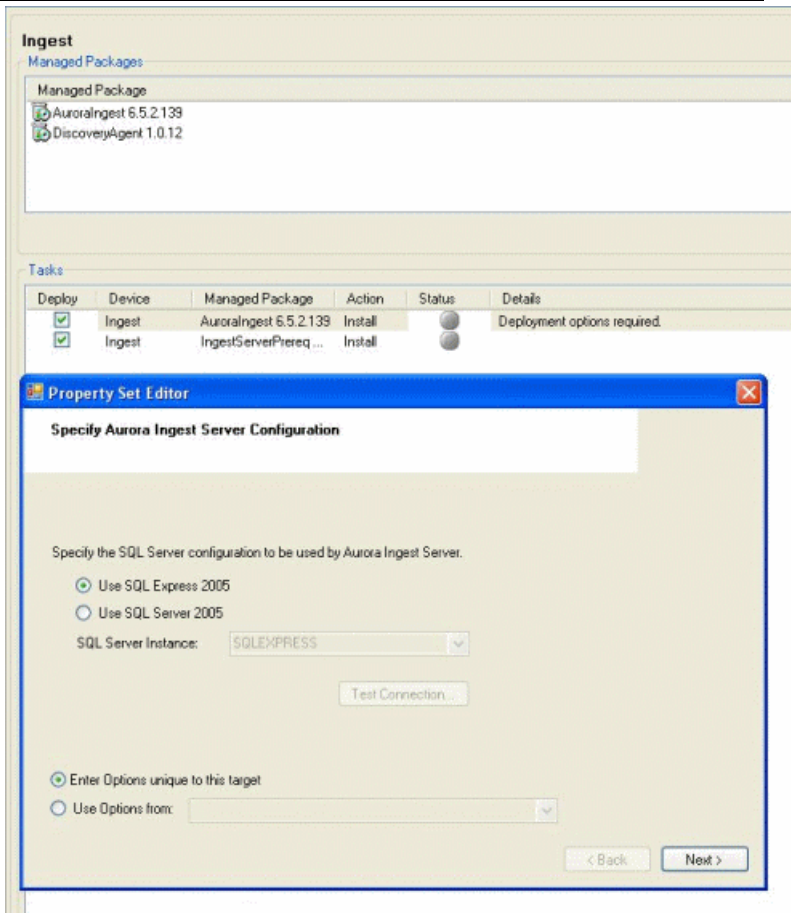 Ingest
Managed Packages
Managed Package
AuroraIngest 6.5.2.139
DiscoveryAgent 1.0.12
Tasks
Deploy Device Managed Package Action Status Details
Ingest AuroraIngest 6.5.2.139 Install Deployment options required.
Ingest IngestServerPrereq ... Install
Property Set Editor
Specify Aurora Ingest Server Configuration
Specify the SQL Server configuration to be used by Aurora Ingest Server.
Use SQL Express 2005
Use SQL Server 2005
SQL Server Instance: SQLEXPRESS
Test Connection...
Enter Options unique to this target
Use Options from:
< Back Next >